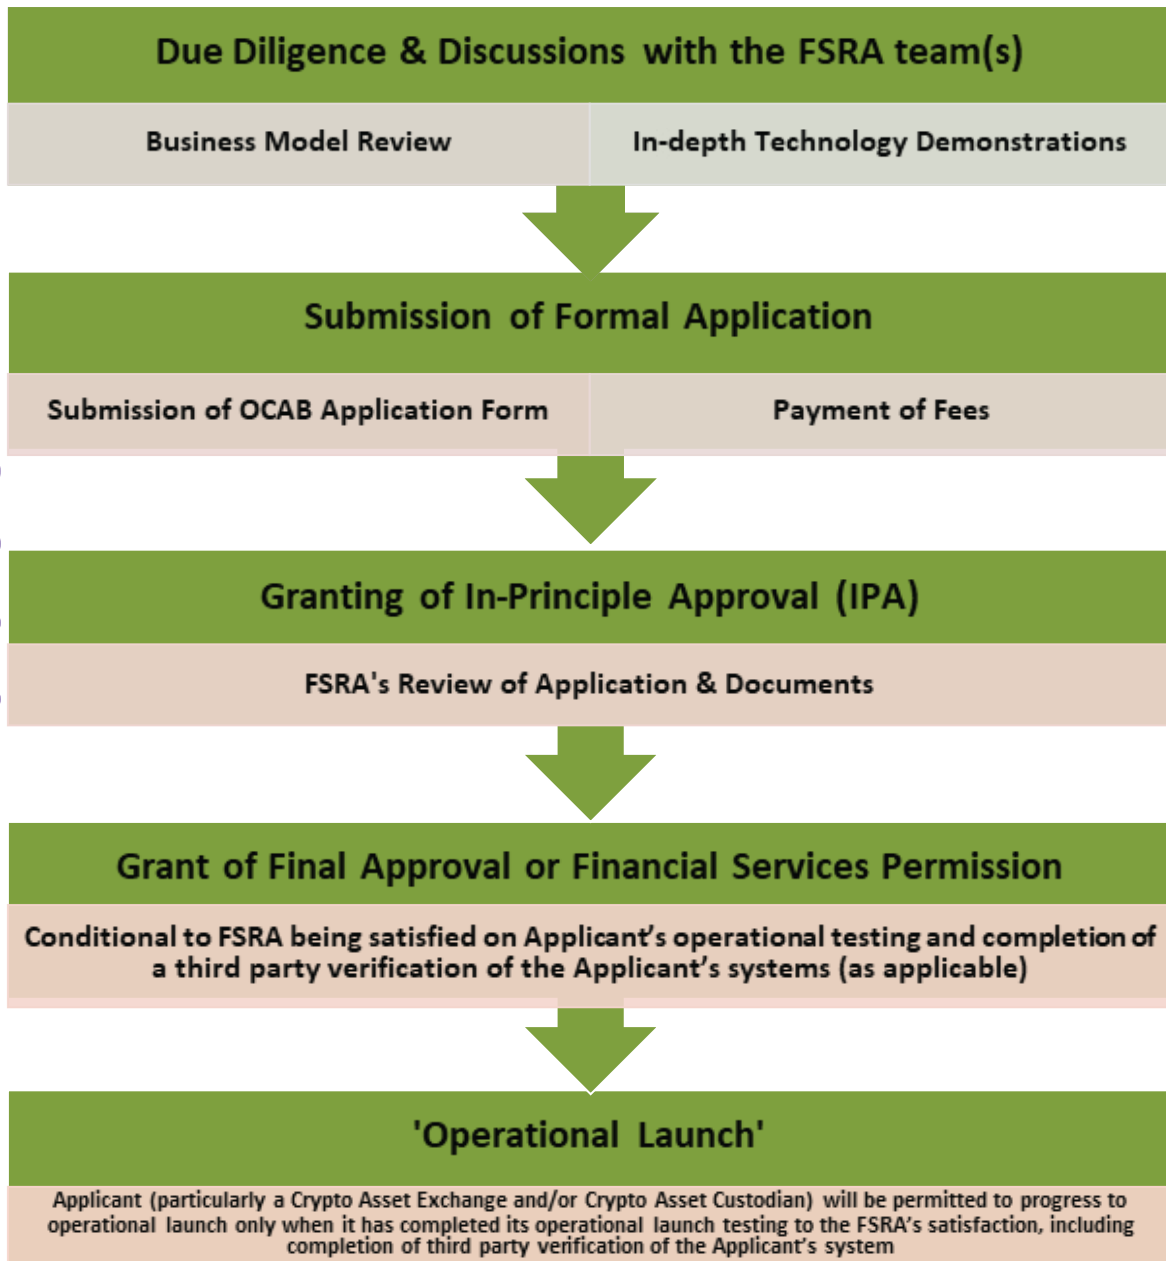 Due Diligence & Discussions with the FSRA team(s)
Business Model Review
In-depth Technology Demonstrations
Submission of Formal Application
Submission of OCAB Application Form
Payment of Fees
Granting of In-Principle Approval (IPA)
FSRA's Review of Application & Documents
Grant of Final Approval or Financial Services Permission
Conditional to FSRA being satisfied on Applicant’s operational testing and completion of
a third party verification of the Applicant’s systems (as applicable)
'Operational Launch'
Applicant (particularly a Crypto Asset Exchange and/or Crypto Asset Custodian) will be permitted to progress to
operational launch only when it has completed its operational launch testing to the FSRA’s satisfaction, including
completion of third party verification of the Applicant’s system